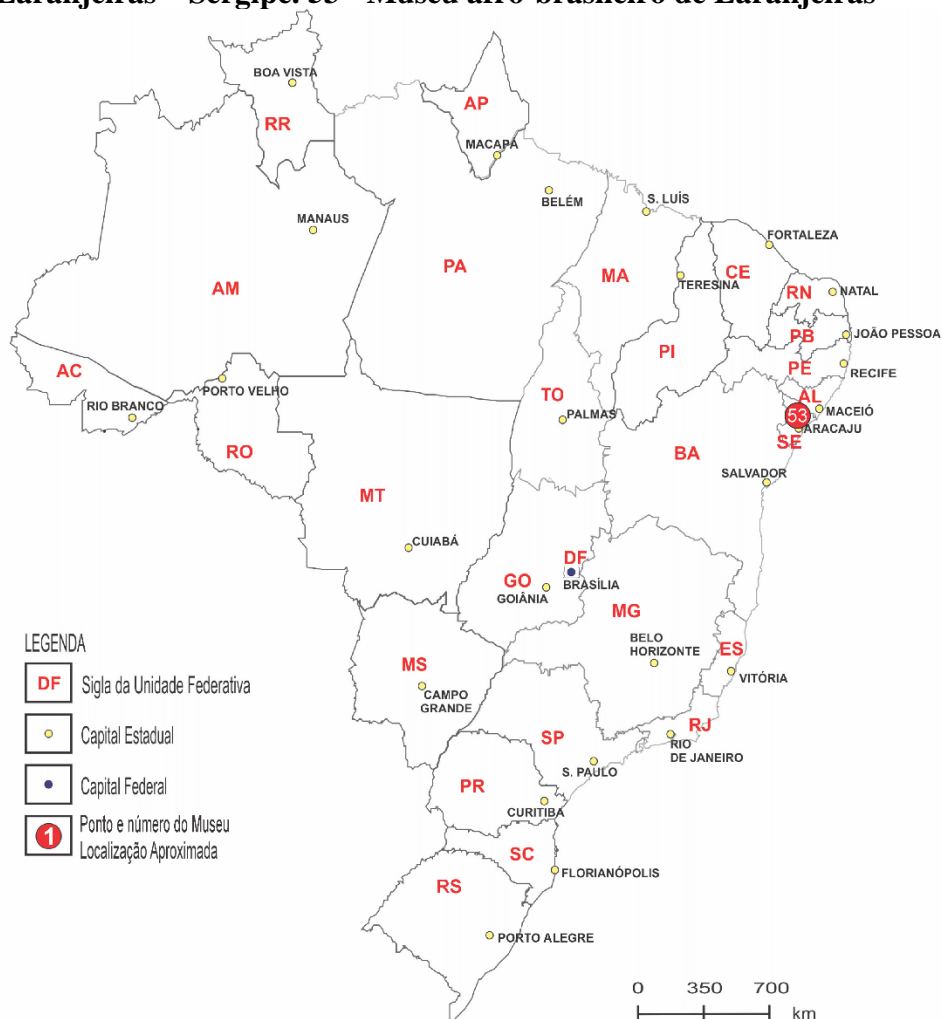 Laranjeiras – Sergipe. 53 - Museu afro-brasileiro de Laranjeiras
BOA VISTA
AP
RR
MACAPÁ
BELÉM
S. LUÍS
MANAUS
FORTALEZA
PA
MA
CE
TERESINA
AM
RN
NATAL
PB
JOÃO PESSOA
PI
PE
AC
RECIFE
PORTO VELHO
TO
AL
RIO BRANCO
PALMAS
MACEIÓ
53
ARACAJU
SE
RO
BA
SALVADOR
MT
CUIABÁ
DF
GO
BRASÍLIA
GOIÂNIA
MG
BELO
HORIZONTE
ES
MS
VITÓRIA
CAMPO
GRANDE
RJ
SP
RIO
DE JANEIRO
S. PAULO
PR
CURITIBA
SC
FLORIANÓPOLIS
RS
PORTO ALEGRE
LEGENDA
DF Sigla da Unidade Federativa
Capital Estadual
Capital Federal
1 Ponto e número do Museu
Localização Aproximada
0 350 700
km